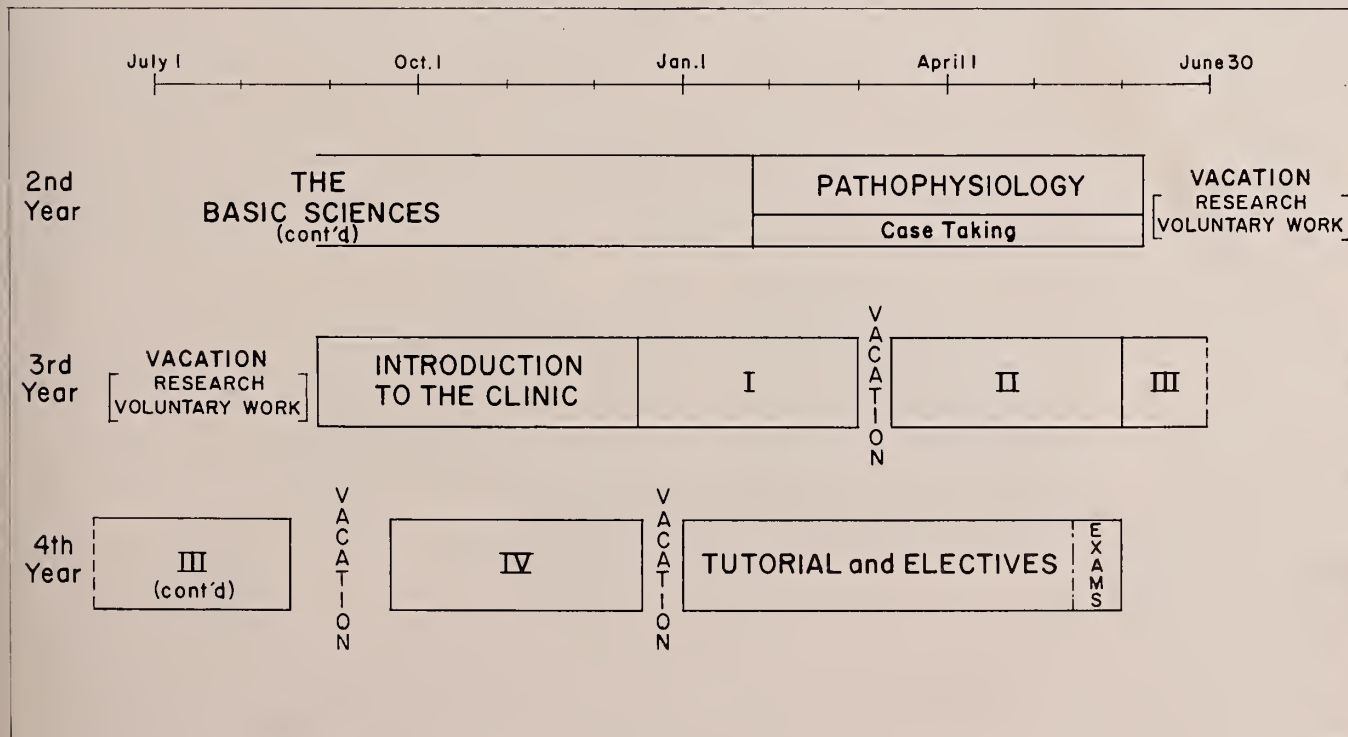 July 1 Oct. 1 Jan. 1 April 1 June 30
2nd
Year
THE
BASIC SCIENCES
(cont'd)
PATHOPHYSIOLOGY
Case Taking
VACATION
RESEARCH
VOLUNTARY WORK
3rd
Year
VACATION
RESEARCH
VOLUNTARY WORK
INTRODUCTION
TO THE CLINIC
I
VACATION
II
III
4th
Year
III
(cont'd)
VACATION
IV
VACATION
TUTORIAL and ELECTIVES
EXAMS